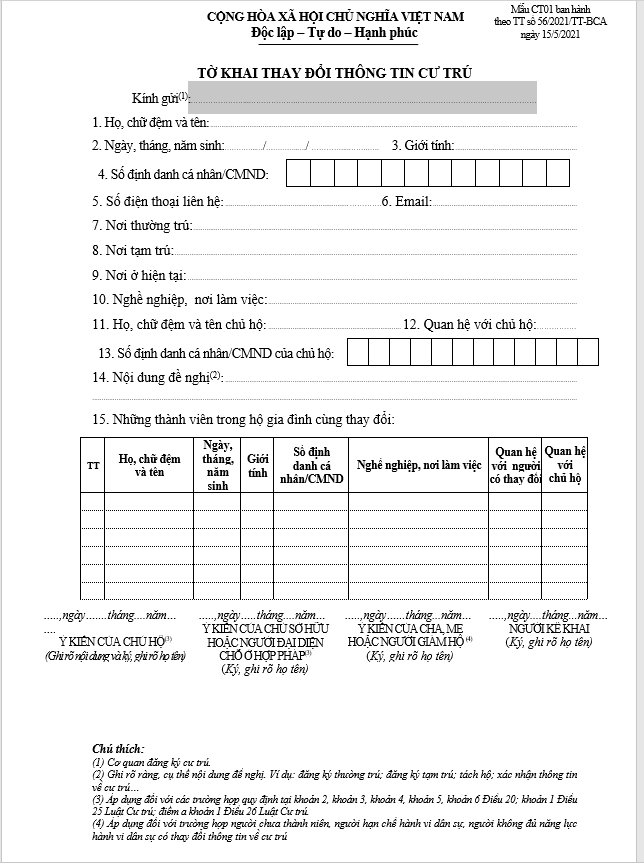 CỘNG HÒA XÃ HỘI CHỦ NGHĨA VIỆT NAM
Độc lập – Tự do – Hạnh phúc
Mẫu CT01 ban hành
theo TT số 56/2021/TT-BCA
ngày 15/5/2021
TỜ KHAI THAY ĐỔI THÔNG TIN CƯ TRÚ
Kính gửi(1):
1. Họ, chữ đệm và tên:
2. Ngày, tháng, năm sinh:........../........../.......... 3. Giới tính:
4. Số định danh cá nhân/CMND:
5. Số điện thoại liên hệ: 6. Email:
7. Nơi thường trú:
8. Nơi tạm trú:
9. Nơi ở hiện tại:
10. Nghề nghiệp, nơi làm việc:
11. Họ, chữ đệm và tên chủ hộ: 12. Quan hệ với chủ hộ:
13. Số định danh cá nhân/CMND của chủ hộ:
14. Nội dung đề nghị(2):
15. Những thành viên trong hộ gia đình cùng thay đổi:
TT
Họ, chữ đệm
và tên
Ngày,
tháng,
năm
sinh
Giới
tính
Số định
danh cá
nhân/CMND
Nghề nghiệp, nơi làm việc
Quan hệ
với người
có thay đổi
Quan hệ
với
chủ hộ
.....,ngày.......tháng....năm…
....
Ý KIẾN CỦA CHỦ HỘ(3)
(Ghi rõ nội dung và ký, ghi rõ họ tên)
.....,ngày.....tháng....năm…
Ý KIẾN CỦA CHỦ SỞ HỮU
HOẶC NGƯỜI ĐẠI DIỆN
CHỖ Ở HỢP PHÁP(3)
(Ký, ghi rõ họ tên)
.....,ngày.....tháng....năm…
Ý KIẾN CỦA CHA, MẸ
HOẶC NGƯỜI GIÁM HỘ (4)
(Ký, ghi rõ họ tên)
.....,ngày.....tháng...năm…
NGƯỜI KÊ KHAI
(Ký, ghi rõ họ tên)
Chú thích:
(1) Cơ quan đăng ký cư trú.
(2) Ghi rõ ràng, cụ thể nội dung đề nghị. Ví dụ: đăng ký thường trú; đăng ký tạm trú; tách hộ; xác nhận thông tin
về cư trú…
(3) Áp dụng đối với các trường hợp quy định tại khoản 2, khoản 3, khoản 4, khoản 5, khoản 6 Điều 20; khoản 1 Điều
25 Luật Cư trú; điểm a khoản 1 Điều 26 Luật Cư trú.
(4) Áp dụng đối với trường hợp người chưa thành niên, người hạn chế hành vi dân sự, người không đủ năng lực
hành vi dân sự có thay đổi thông tin về cư trú